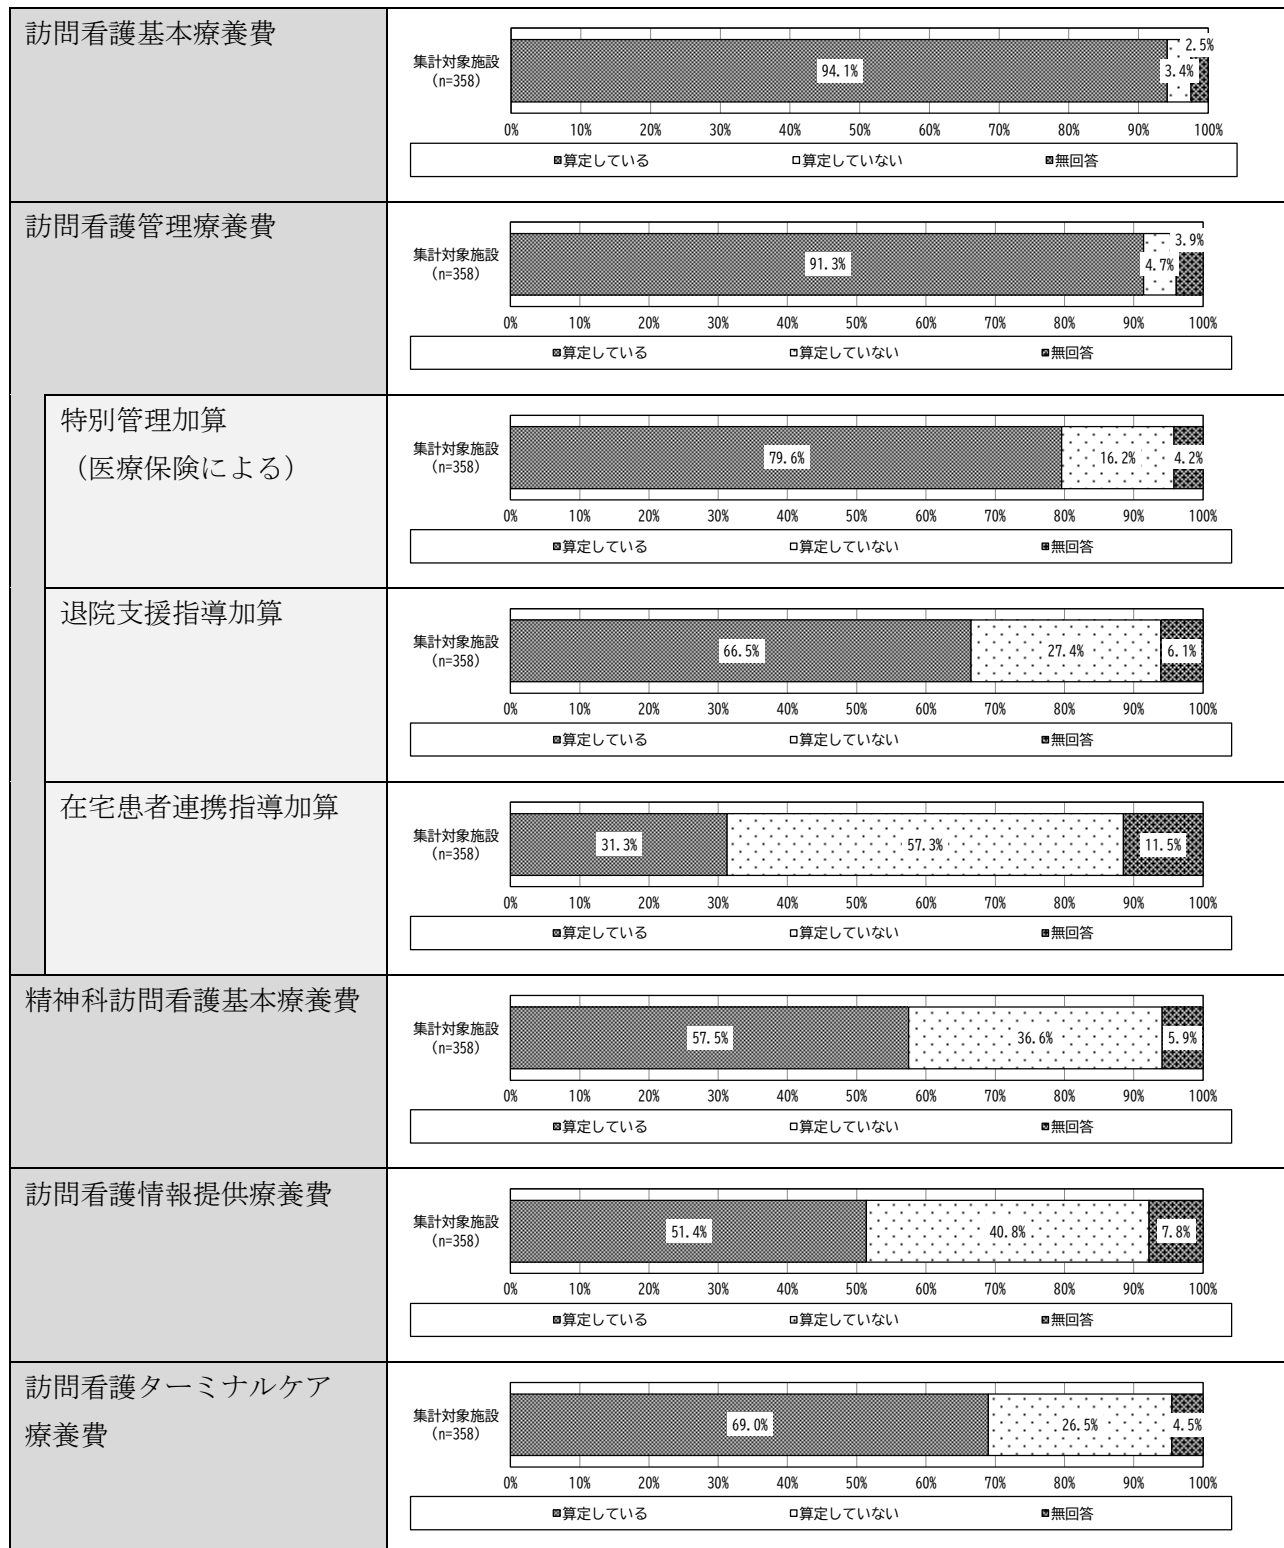 訪問看護基本療養費
集計対象施設
(n=358)
94.1%
3.4%
2.5%
0% 10% 20% 30% 40% 50% 60% 70% 80% 90% 100%
算定している 算定していない 無回答
訪問看護管理療養費
集計対象施設
(n=358)
91.3%
4.7%
3.9%
0% 10% 20% 30% 40% 50% 60% 70% 80% 90% 100%
算定している 算定していない 無回答
特別管理加算
（医療保険による）
集計対象施設
(n=358)
79.6% 16.2% 4.2%
0% 10% 20% 30% 40% 50% 60% 70% 80% 90% 100%
算定している 算定していない 無回答
退院支援指導加算
集計対象施設
(n=358)
66.5% 27.4% 6.1%
0% 10% 20% 30% 40% 50% 60% 70% 80% 90% 100%
算定している 算定していない 無回答
在宅患者連携指導加算
集計対象施設
(n=358)
31.3% 57.3% 11.5%
0% 10% 20% 30% 40% 50% 60% 70% 80% 90% 100%
算定している 算定していない 無回答
精神科訪問看護基本療養費
集計対象施設
(n=358)
57.5% 36.6% 5.9%
0% 10% 20% 30% 40% 50% 60% 70% 80% 90% 100%
算定している 算定していない 無回答
訪問看護情報提供療養費
集計対象施設
(n=358)
51.4% 40.8% 7.8%
0% 10% 20% 30% 40% 50% 60% 70% 80% 90% 100%
算定している 算定していない 無回答
訪問看護ターミナルケア
療養費
集計対象施設
(n=358)
69.0% 26.5% 4.5%
0% 10% 20% 30% 40% 50% 60% 70% 80% 90% 100%
算定している 算定していない 無回答